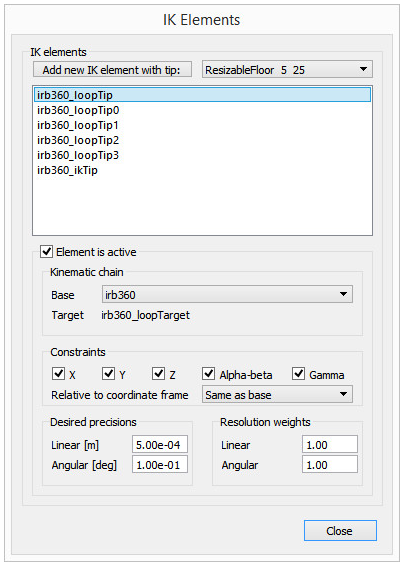 IK Elements
IK elements
Add new IK element with tip:
ResizableFloor 5 25
irb360_loopTip
irb360_loopTip0
irb360_loopTip1
irb360_loopTip2
irb360_loopTip3
irb360_ikTip
Element is active
Kinematic chain
Base irb360
Target irb360_loopTarget
Constraints
X Y Z Alpha-beta Gamma
Relative to coordinate frame Same as base
Desired precisions
Linear [m] 5.00e-04
Angular [deg] 1.00e-01
Resolution weights
Linear 1.00
Angular 1.00
Close